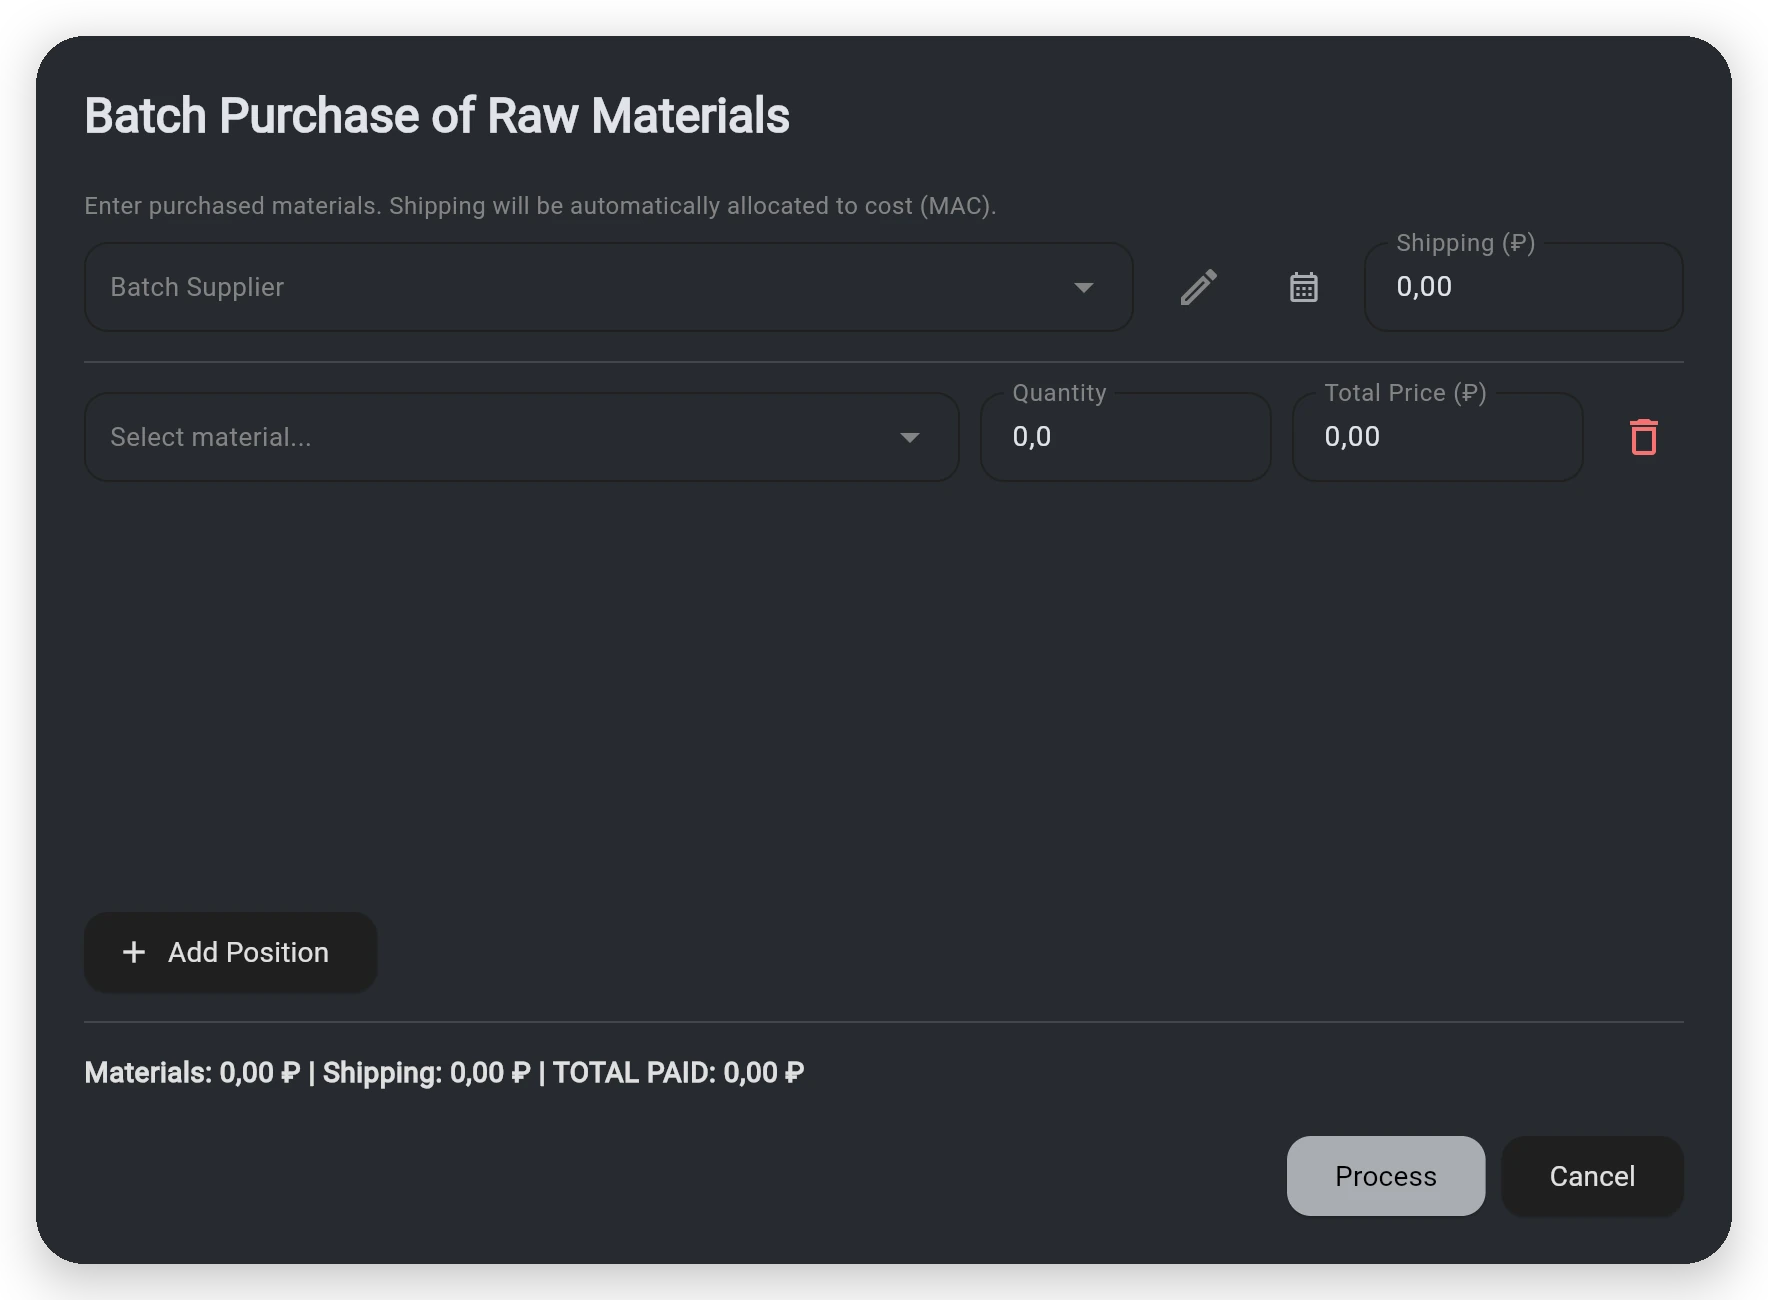 Batch Purchase of Raw Materials
Enter purchased materials. Shipping will be automatically allocated to cost (MAC).
Batch Supplier
Shipping (₽)
0,00
Select material...
Quantity
0,0
Total Price (₽)
0,00
Add Position
Materials: 0,00 ₽ | Shipping: 0,00 ₽ | TOTAL PAID: 0,00 ₽
Process
Cancel